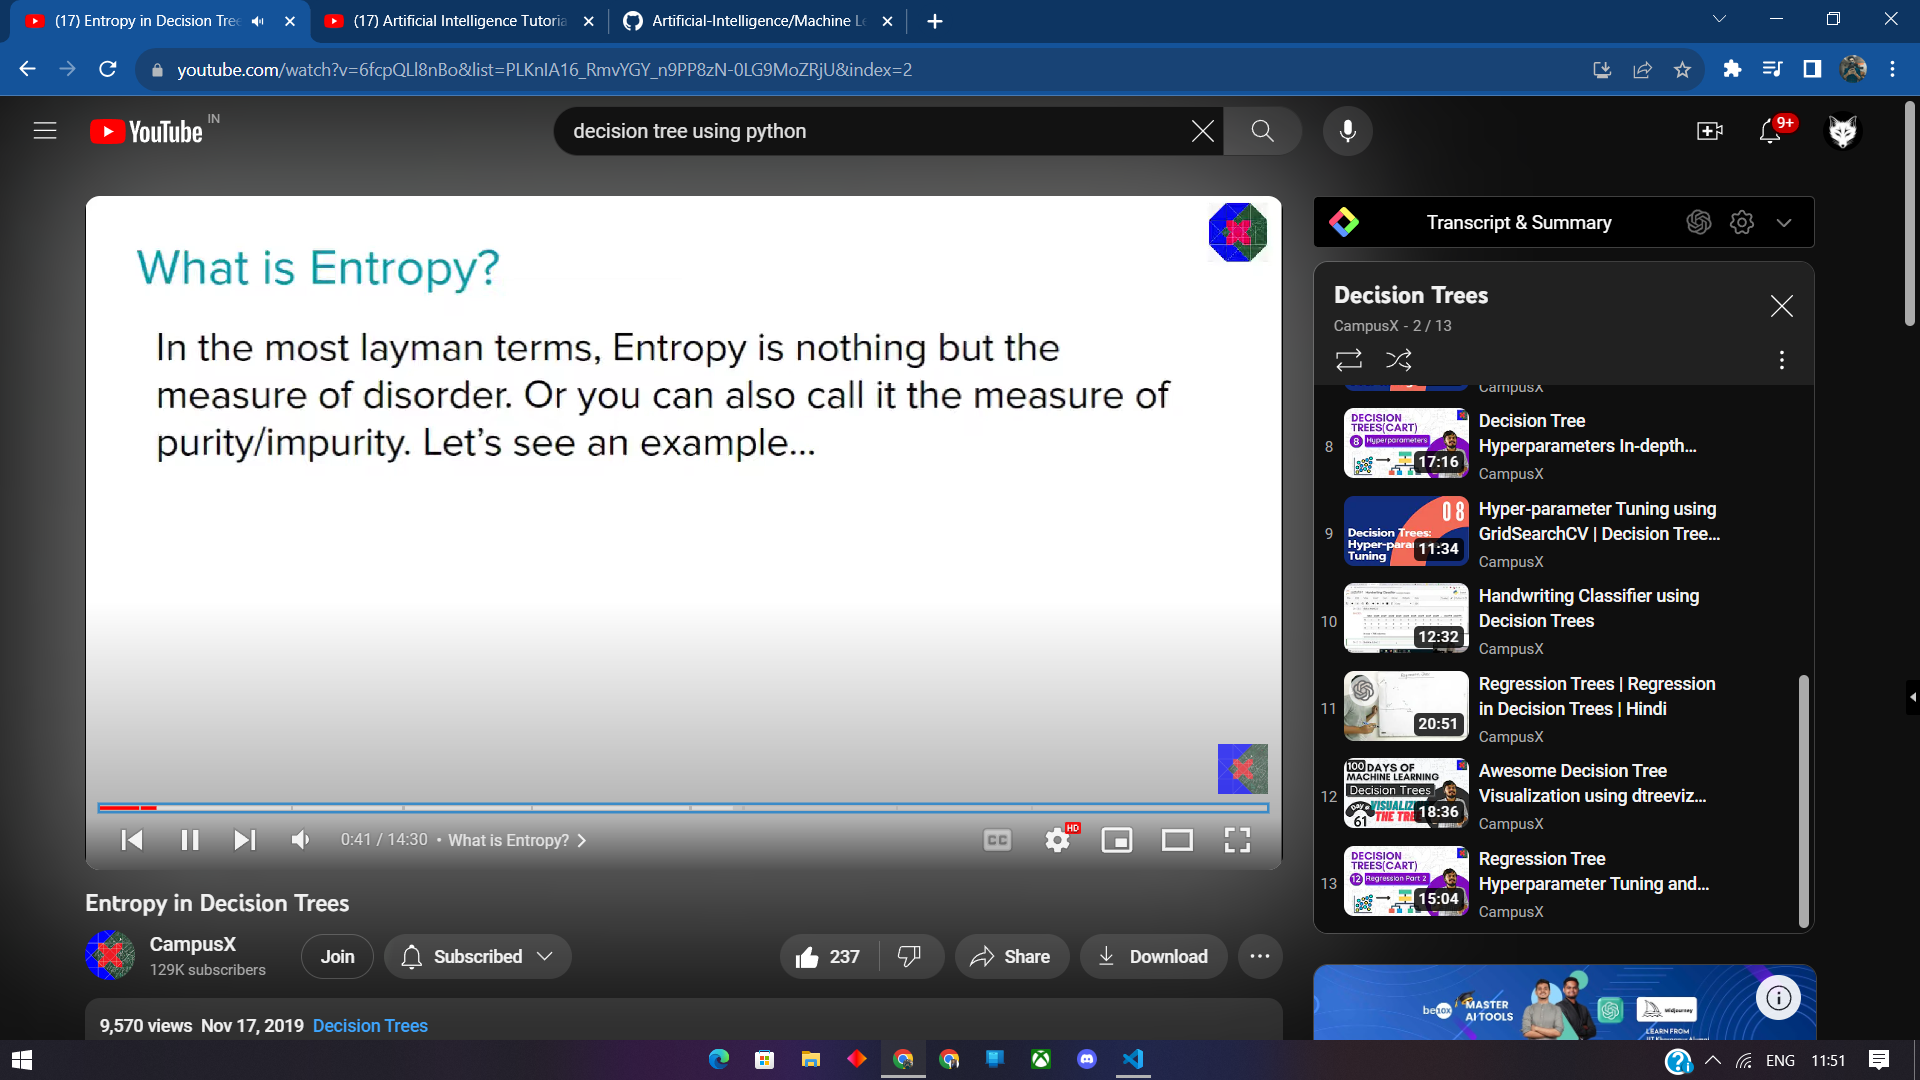 (17) Entropy in Decision Tre
(17) Artificial Intelligence Tutoria
Artificial-Intelligence/Machine Le
youtube.com/watch?v=6fcpQLl8nBo&list=PLKnIA16_RmvYGY_n9PP8zN-0LG9MoZRjU&index=2
YouTube IN
decision tree using python
9+
What is Entropy?
In the most layman terms, Entropy is nothing but the
measure of disorder. Or you can also call it the measure of
purity/impurity. Let's see an example...
0:41 / 14:30 • What is Entropy?
CC
HD
Entropy in Decision Trees
CampusX
129K subscribers
Join
Subscribed
237
Share
Download
9,570 views Nov 17, 2019 Decision Trees
Transcript & Summary
Decision Trees
CampusX - 2 / 13
CampusX
8
DECISION
TREES(CART)
8 Hyperparameters
17:16
Decision Tree
Hyperparameters In-depth...
CampusX
9
08
Decision Trees:
Hyper-para
Tuning
11:34
Hyper-parameter Tuning using
GridSearchCV | Decision Tree...
CampusX
10
12:32
Handwriting Classifier using
Decision Trees
CampusX
11
20:51
Regression Trees | Regression
in Decision Trees | Hindi
CampusX
12
100 DAYS OF
MACHINE LEARNING
Decision Trees
Day
61
VISUALIZ
THE TRE
18:36
Awesome Decision Tree
Visualization using dtreeviz...
CampusX
13
DECISION
TREES(CART)
12 Regression Part 2
15:04
Regression Tree
Hyperparameter Tuning and...
CampusX
be10x
MASTER
AI TOOLS
Midjourney
LEARN FROM
ENG
11:51